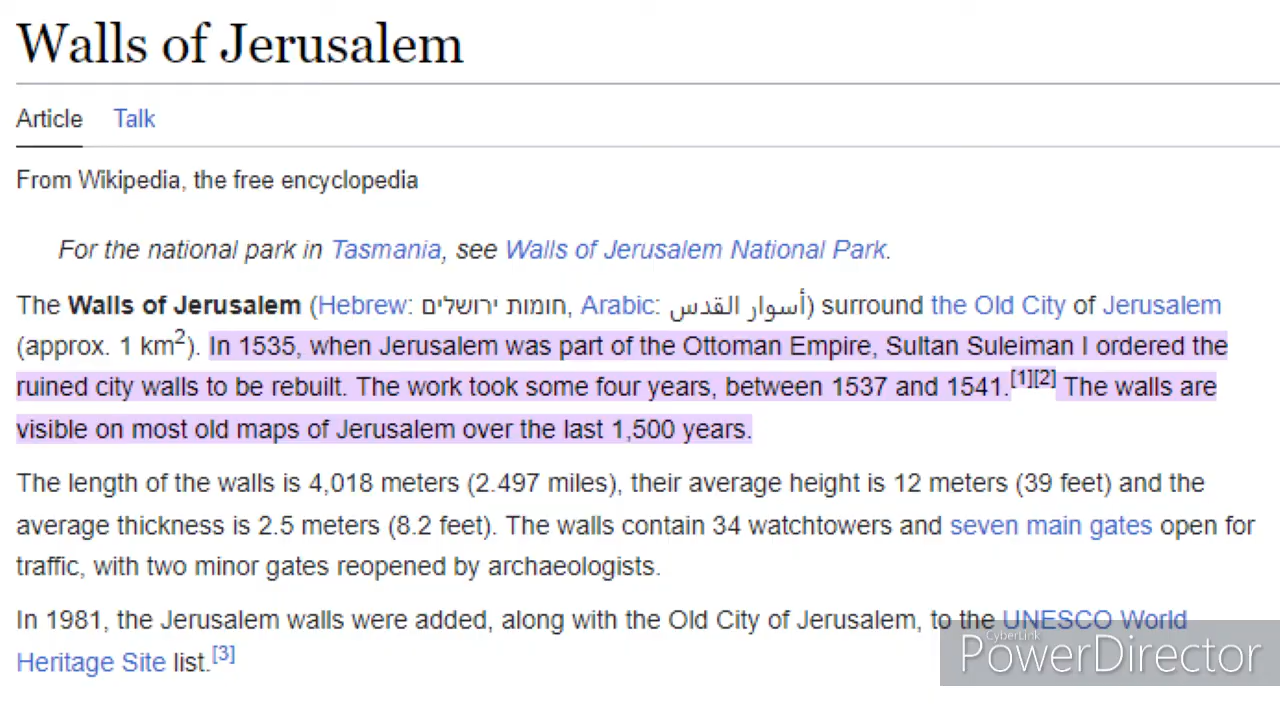 Walls of Jerusalem
Article Talk
From Wikipedia, the free encyclopedia
For the national park in Tasmania, see Walls of Jerusalem National Park.
The Walls of Jerusalem (Hebrew: חומות ירושלים, Arabic: أسوار القدس) surround the Old City of Jerusalem
(approx. 1 km2). In 1535, when Jerusalem was part of the Ottoman Empire, Sultan Suleiman I ordered the
ruined city walls to be rebuilt. The work took some four years, between 1537 and 1541.[1][2] The walls are
visible on most old maps of Jerusalem over the last 1,500 years.
The length of the walls is 4,018 meters (2.497 miles), their average height is 12 meters (39 feet) and the
average thickness is 2.5 meters (8.2 feet). The walls contain 34 watchtowers and seven main gates open for
traffic, with two minor gates reopened by archaeologists.
In 1981, the Jerusalem walls were added, along with the Old City of Jerusalem, to the UNESCO World
Heritage Site list.[3]
CyberLink
PowerDirector